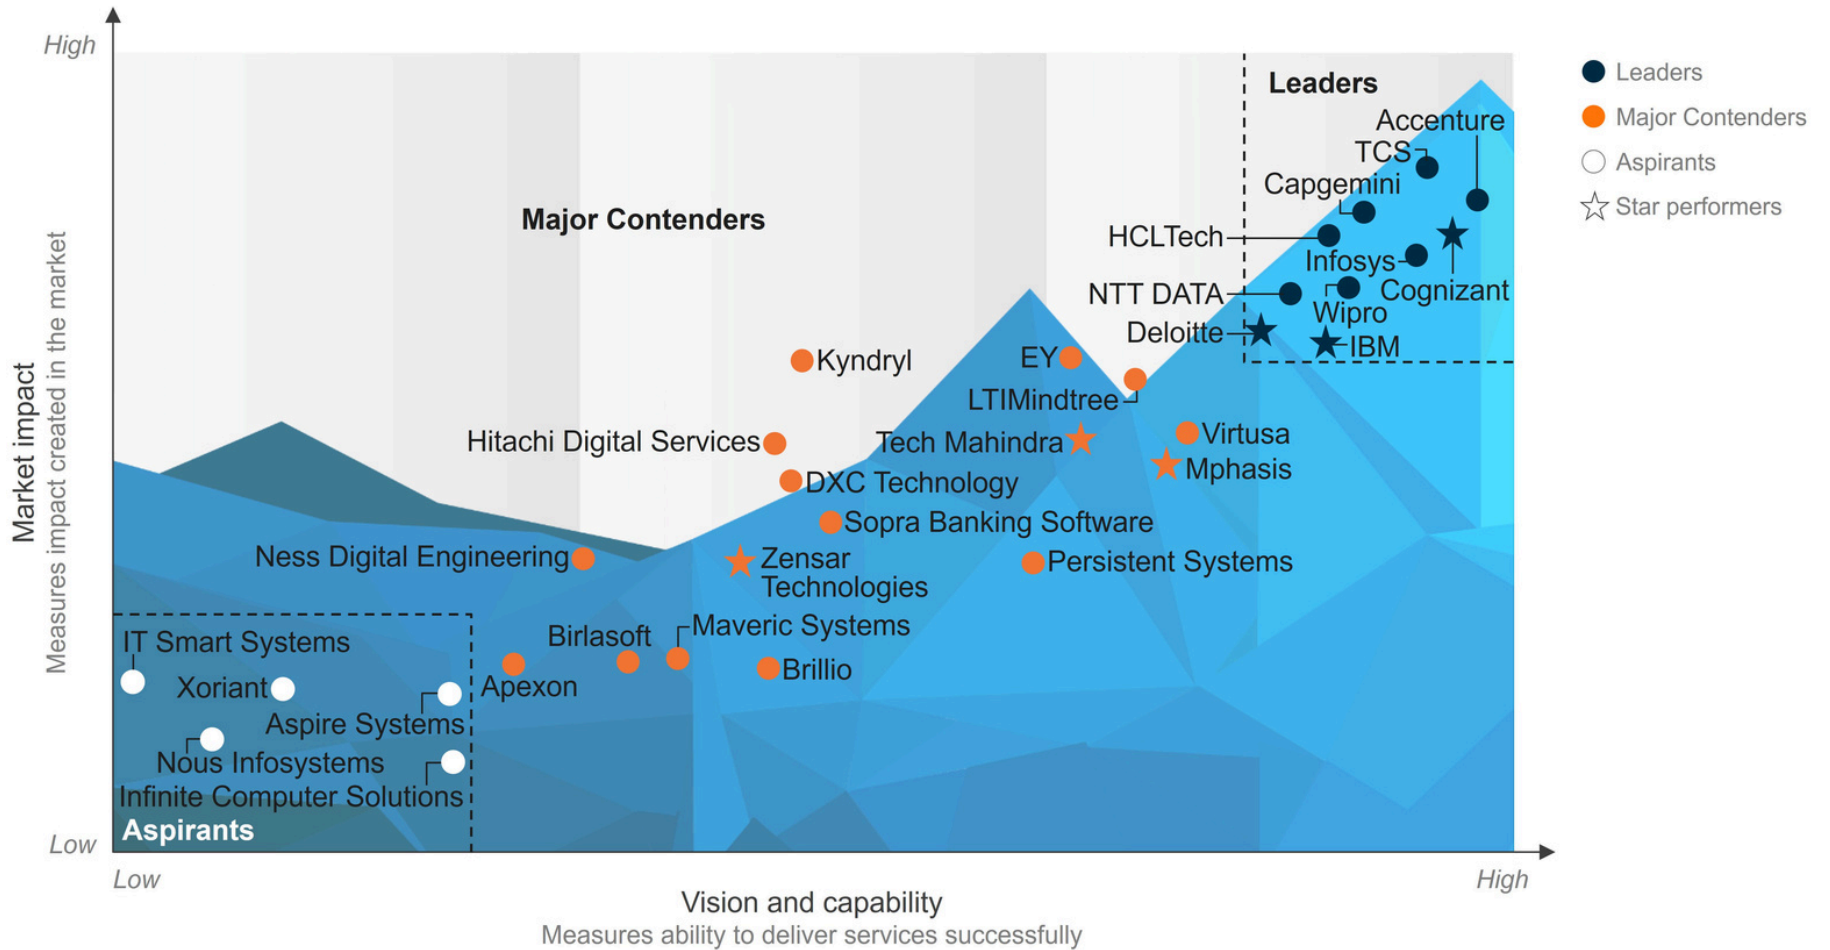 High
Leaders
Leaders
Accenture
Major Contenders
TCS
Aspirants
Capgemini
Star performers
Major Contenders
HCLTech
Infosys
NTT DATA
Cognizant
Wipro
Deloitte
IBM
Kyndryl
EY
LTIMindtree
Hitachi Digital Services
Tech Mahindra
Virtusa
Mphasis
DXC Technology
Sopra Banking Software
Ness Digital Engineering
Zensar
Technologies
Persistent Systems
Maveric Systems
Birlasoft
IT Smart Systems
Brillio
Xoriant
Apexon
Aspire Systems
Nous Infosystems
Infinite Computer Solutions
Aspirants
Market impact
Measures impact created in the market
Low
Low
High
Vision and capability
Measures ability to deliver services successfully